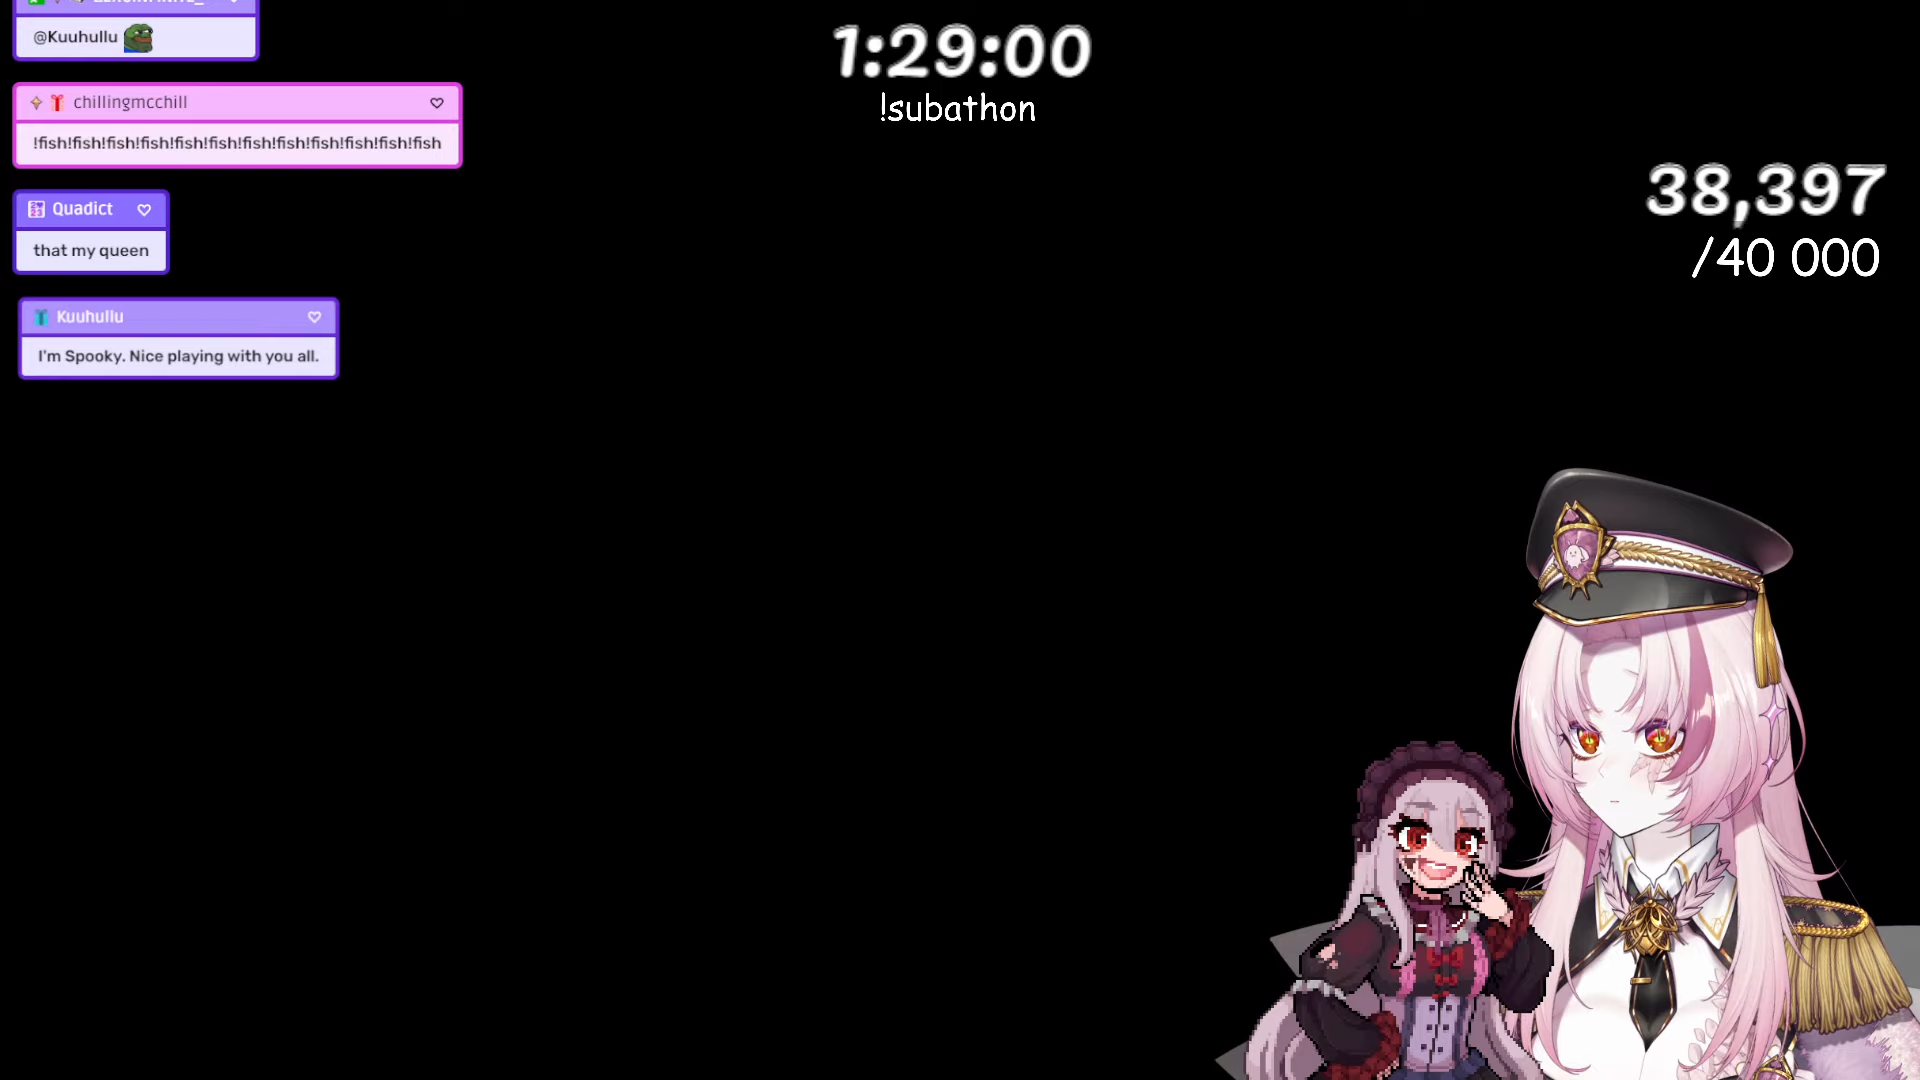 @Kuuhullu
chillingmcchill
!fish!fish!fish!fish!fish!fish!fish!fish!fish!fish!fish!fish
Quadict
that my queen
Kuuhullu
I'm Spooky. Nice playing with you all.
1:29:00
!subathon
38,397
/40 000